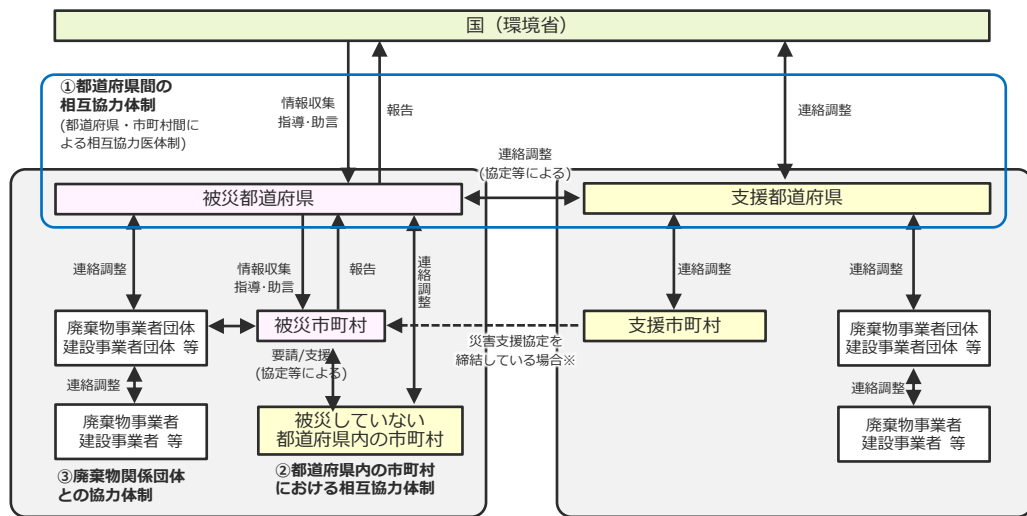 国（環境省）
①都道府県間の
相互協力体制
(都道府県・市町村間に
よる相互協力医体制)
情報収集
指導･助言
報告
連絡調整
連絡調整
(協定等による)
被災都道府県
支援都道府県
連絡調整
情報収集
指導･助言
報告
連絡調整
連絡調整
連絡調整
廃棄物事業者団体
建設事業者団体 等
被災市町村
支援市町村
廃棄物事業者団体
建設事業者団体 等
災害支援協定を
締結している場合※
要請/支援
(協定等による)
連絡調整
連絡調整
廃棄物事業者
建設事業者 等
被災していない
都道府県内の市町村
廃棄物事業者
建設事業者 等
③廃棄物関係団体
との協力体制
②都道府県内の市町村
における相互協力体制